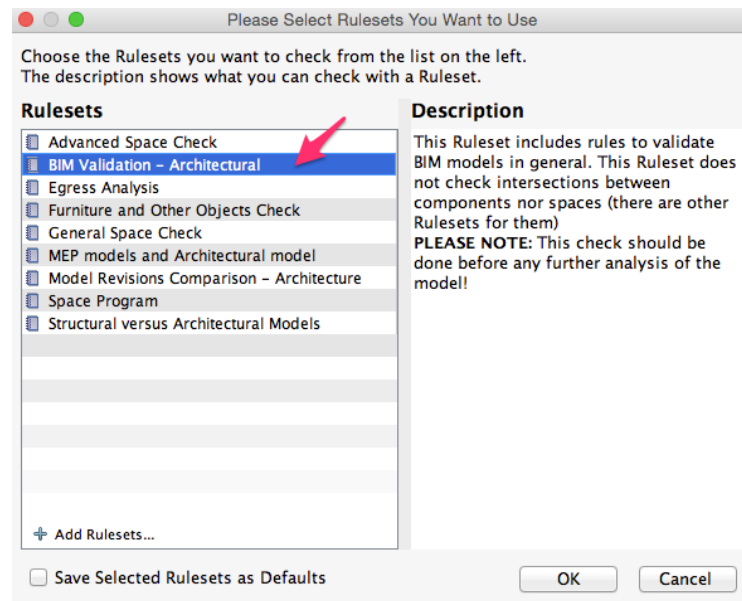 Please Select Rulesets You Want to Use
Choose the Rulesets you want to check from the list on the left.
The description shows what you can check with a Ruleset.
Rulesets
Advanced Space Check
BIM Validation – Architectural
Egress Analysis
Furniture and Other Objects Check
General Space Check
MEP models and Architectural model
Model Revisions Comparison – Architecture
Space Program
Structural versus Architectural Models
Add Rulesets...
Description
This Ruleset includes rules to validate
BIM models in general. This Ruleset does
not check intersections between
components nor spaces (there are other
Rulesets for them)
PLEASE NOTE: This check should be
done before any further analysis of the
model!
Save Selected Rulesets as Defaults
OK
Cancel